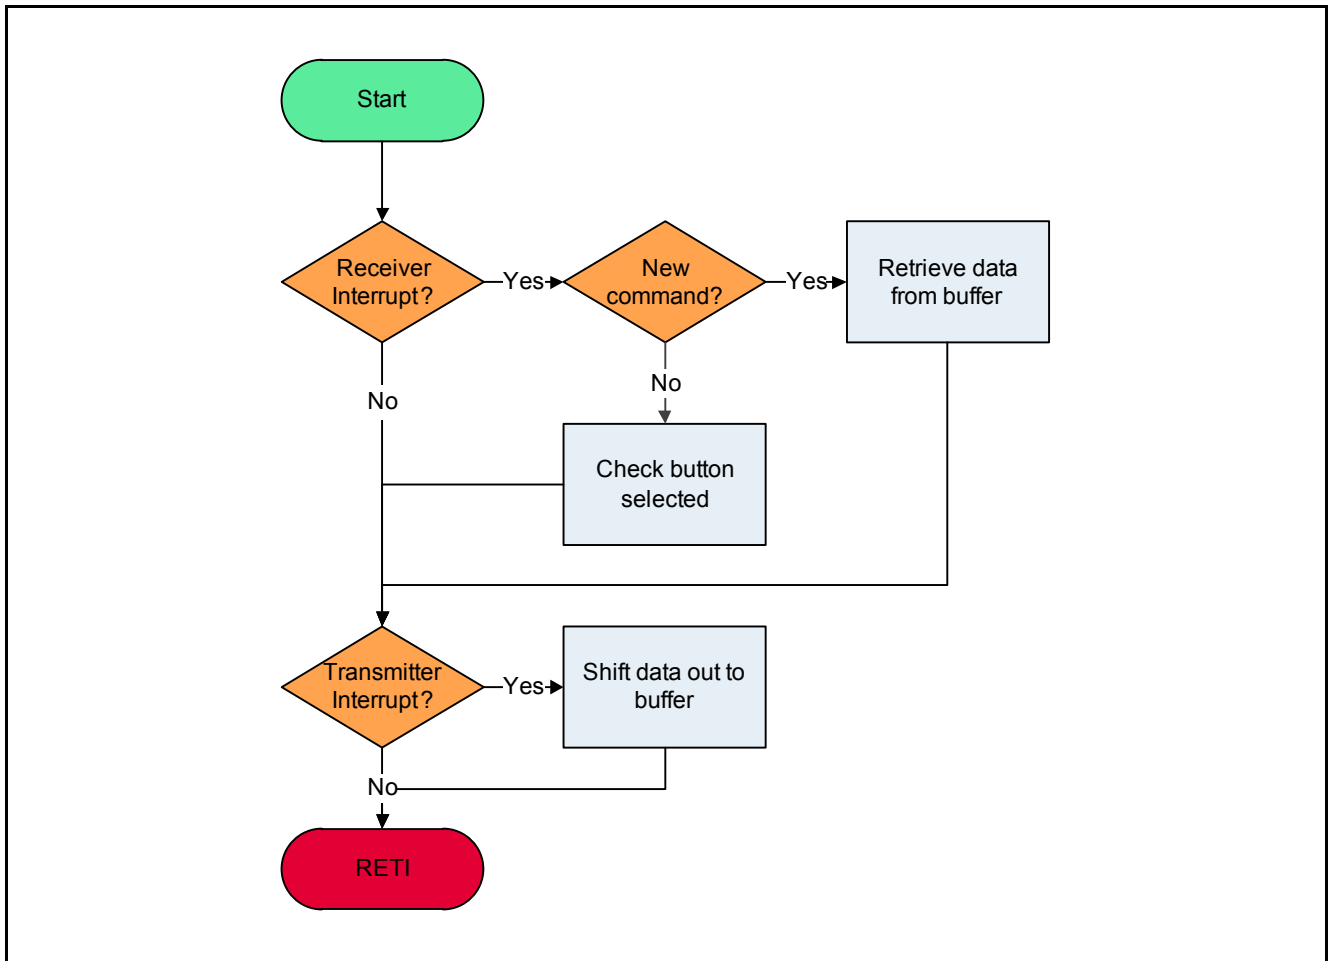 Start
Receiver
Interrupt?
Yes
New
command?
Yes
Retrieve data
from buffer
No
No
Check button
selected
Transmitter
Interrupt?
Yes
Shift data out to
buffer
No
RETI